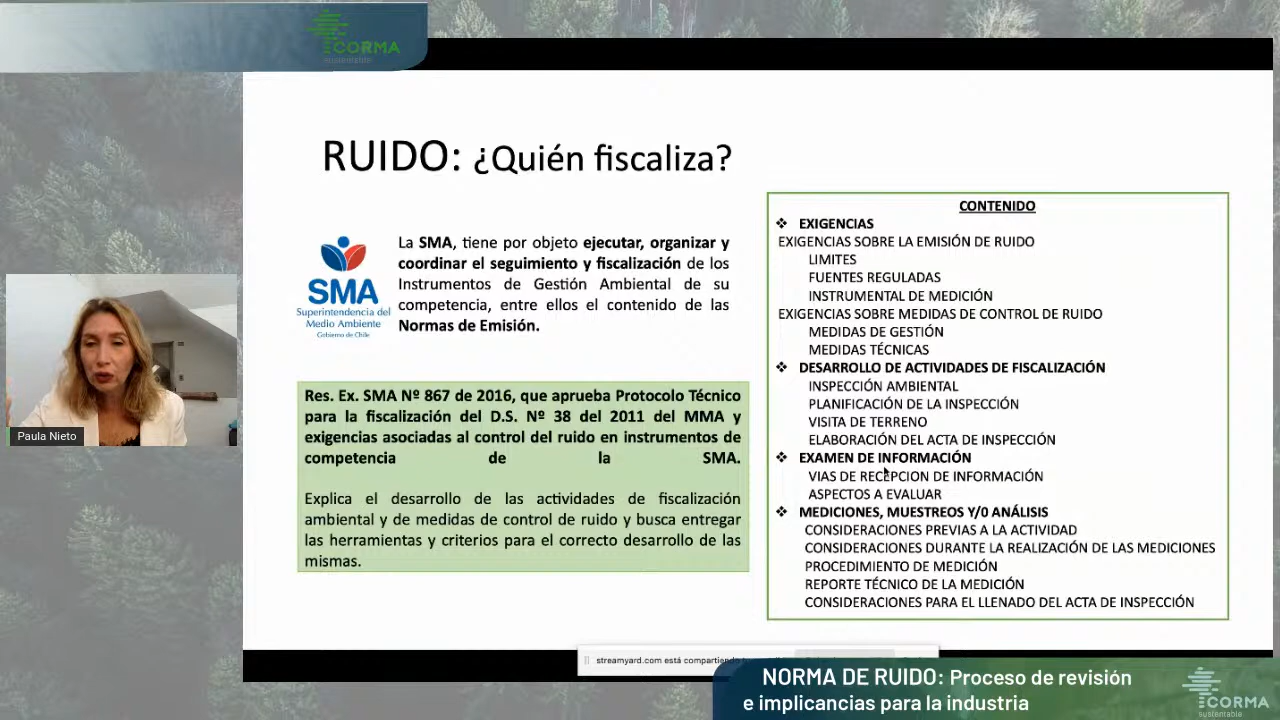 CORMA
sustentable
RUIDO: ¿Quién fiscaliza?
SMA
Superintendencia del
Medio Ambiente
Gobierno de Chile
La SMA, tiene por objeto ejecutar, organizar y
coordinar el seguimiento y fiscalización de los
Instrumentos de Gestión Ambiental de su
competencia, entre ellos el contenido de las
Normas de Emisión.
Res. Ex. SMA Nº 867 de 2016, que aprueba Protocolo Técnico
para la fiscalización del D.S. Nº 38 del 2011 del MMA y
exigencias asociadas al control del ruido en instrumentos de
competencia de la SMA.
Explica el desarrollo de las actividades de fiscalización
ambiental y de medidas de control de ruido y busca entregar
las herramientas y criterios para el correcto desarrollo de las
mismas.
CONTENIDO
❖ EXIGENCIAS
EXIGENCIAS SOBRE LA EMISIÓN DE RUIDO
LIMITES
FUENTES REGULADAS
INSTRUMENTAL DE MEDICIÓN
EXIGENCIAS SOBRE MEDIDAS DE CONTROL DE RUIDO
MEDIDAS DE GESTIÓN
MEDIDAS TÉCNICAS
❖ DESARROLLO DE ACTIVIDADES DE FISCALIZACIÓN
INSPECCIÓN AMBIENTAL
PLANIFICACIÓN DE LA INSPECCIÓN
VISITA DE TERRENO
ELABORACIÓN DEL ACTA DE INSPECCIÓN
❖ EXAMEN DE INFORMACIÓN
VIAS DE RECEPCION DE INFORMACIÓN
ASPECTOS A EVALUAR
❖ MEDICIONES, MUESTREOS Y/0 ANÁLISIS
CONSIDERACIONES PREVIAS A LA ACTIVIDAD
CONSIDERACIONES DURANTE LA REALIZACIÓN DE LAS MEDICIONES
PROCEDIMIENTO DE MEDICIÓN
REPORTE TÉCNICO DE LA MEDICIÓN
CONSIDERACIONES PARA EL LLENADO DEL ACTA DE INSPECCIÓN
Paula Nieto
streamyard.com está compartiendo
NORMA DE RUIDO: Proceso de revisión
e implicancias para la industria
CORMA
sustentable